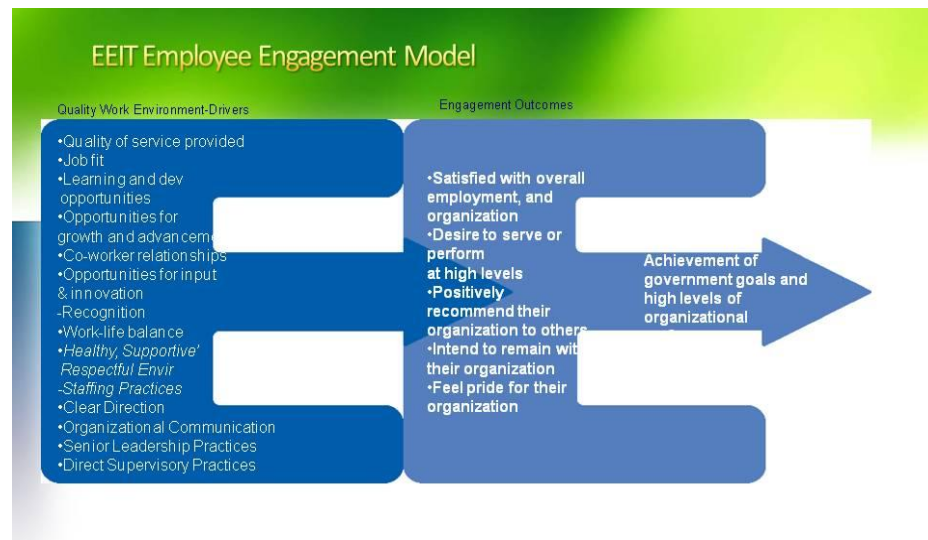 EEIT Employee Engagement Model
Quality Work Environment-Drivers
•Quality of service provided
•Job fit
•Learning and dev
opportunities
•Opportunities for
growth and advancem
•Co-worker relationships
•Opportunities for input
& innovation
-Recognition
•Work-life balance
•Healthy, Supportive'
Respectful Envir
-Staffing Practices
•Clear Direction
•Organizational Communication
•Senior Leadership Practices
•Direct Supervisory Practices
Engagement Outcomes
•Satisfied with overall
employment, and
organization
•Desire to serve or
perform
at high levels
•Positively
recommend their
organization to others
•Intend to remain wit
their organization
•Feel pride for their
organization
Achievement of
government goals and
high levels of
organizational